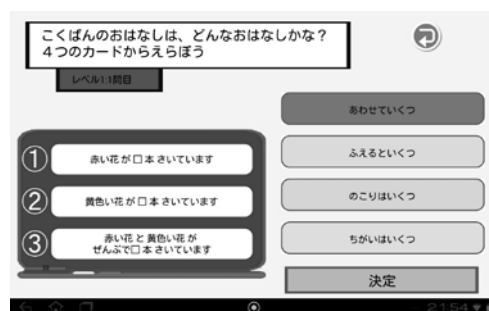 こくばんのおはなしは、どんなおはなしかな？
４つのカードからえらぼう
レベル1:1問目
あわせていくつ
① 赤い花が□本 さいています
ふえるといくつ
② 黄色い花 が□本 さいています
のこりはいくつ
③ 赤い花 と 黄色い花 が
ぜんぶで□ 本 さいています
ちがいはいくつ
決定
21:54